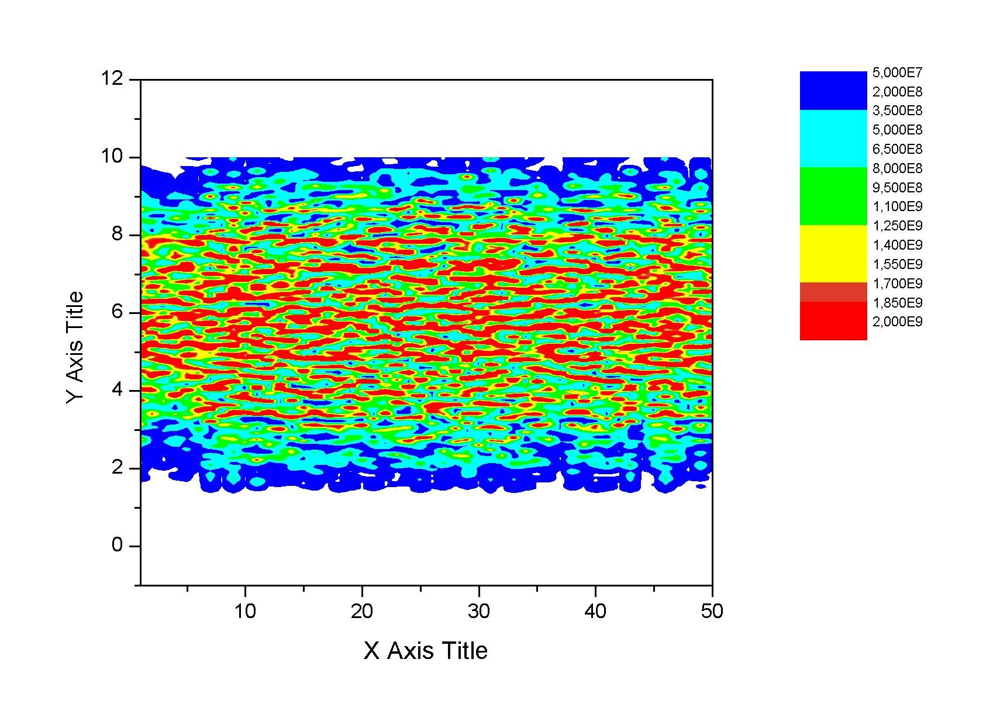 12
10
8
6
4
2
0
Y Axis Title
10 20 30 40 50
X Axis Title
5,000E7
2,000E8
3,500E8
5,000E8
6,500E8
8,000E8
9,500E8
1,100E9
1,250E9
1,400E9
1,550E9
1,700E9
1,850E9
2,000E9